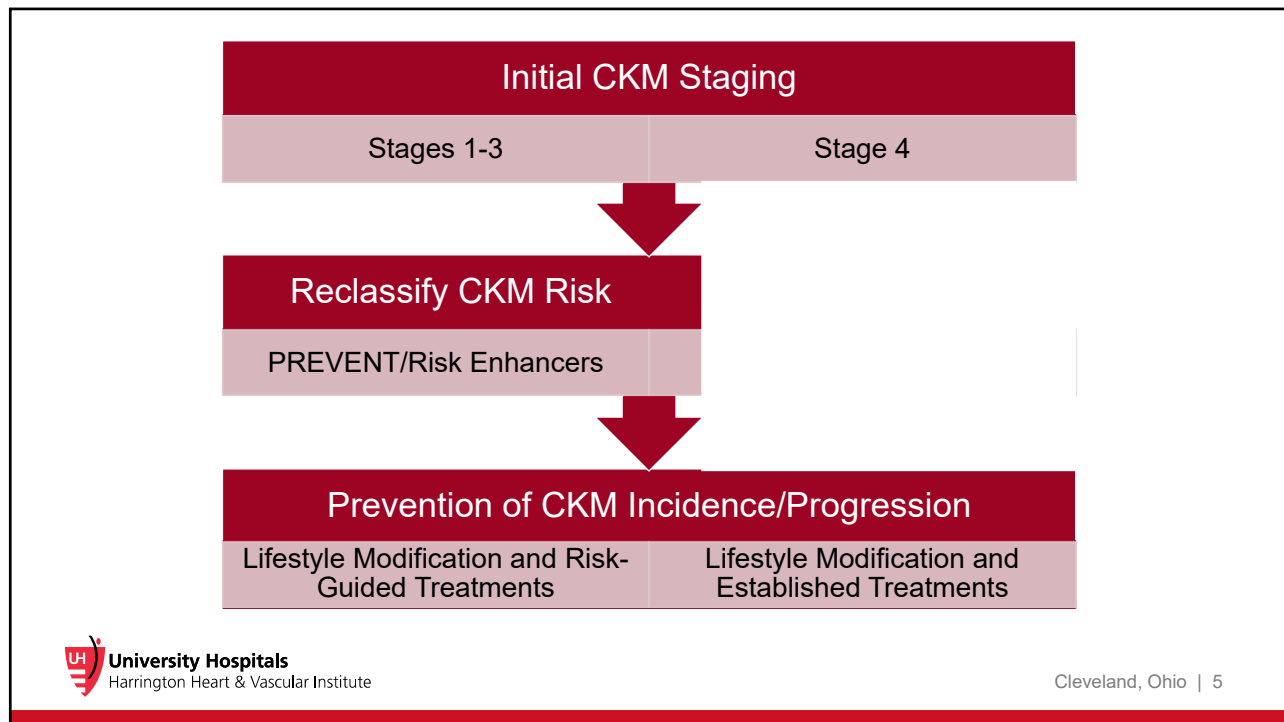 Initial CKM Staging
Stages 1-3
Stage 4
Reclassify CKM Risk
PREVENT/Risk Enhancers
Prevention of CKM Incidence/Progression
Lifestyle Modification and Risk-
Guided Treatments
Lifestyle Modification and
Established Treatments
UH
University Hospitals
Harrington Heart & Vascular Institute
Cleveland, Ohio | 5